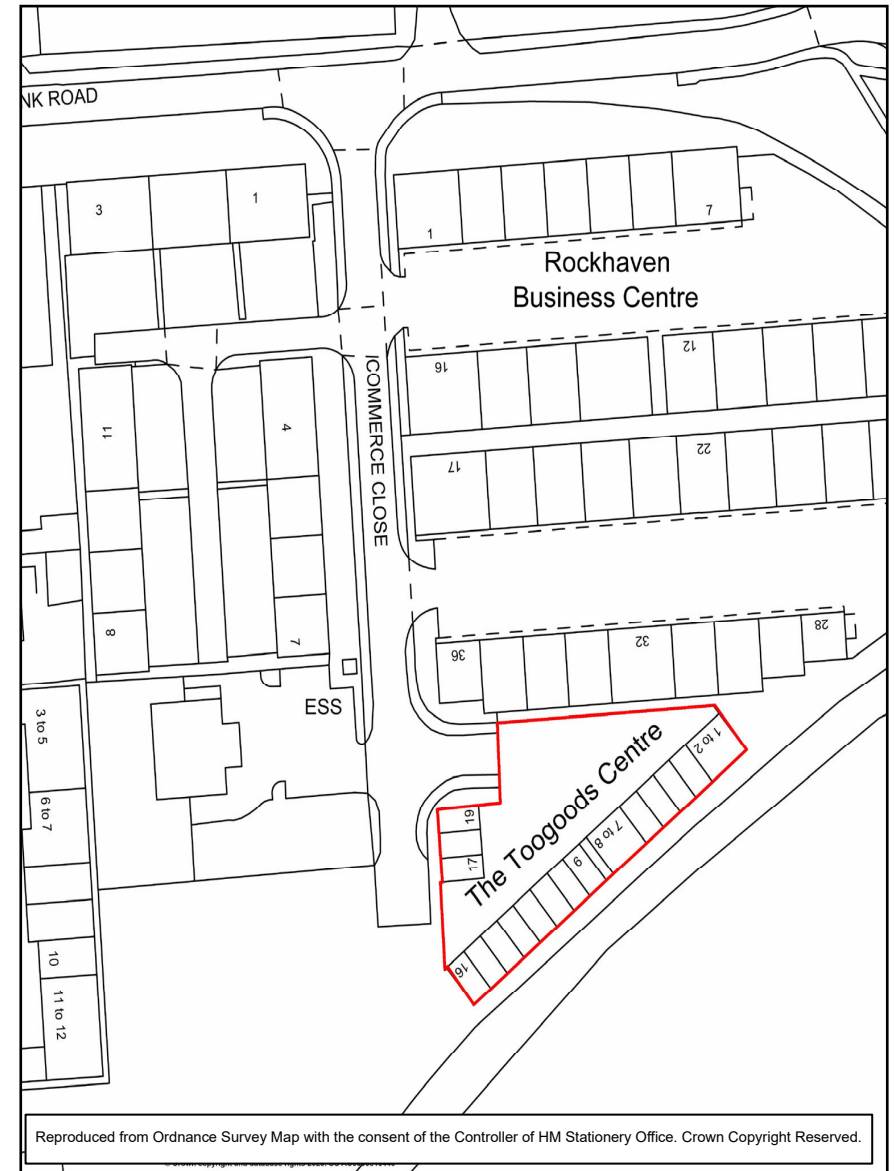 NK ROAD
3
1
1
7
Rockhaven
Business Centre
16
12
COMMERCE CLOSE
11
4
17
22
8
7
36
32
28
ESS
3 to 5
6 to 7
The Toogoods Centre
1 to 2
19
17
7 to 8
9
16
10
11 to 12
Reproduced from Ordnance Survey Map with the consent of the Controller of HM Stationery Office. Crown Copyright Reserved.